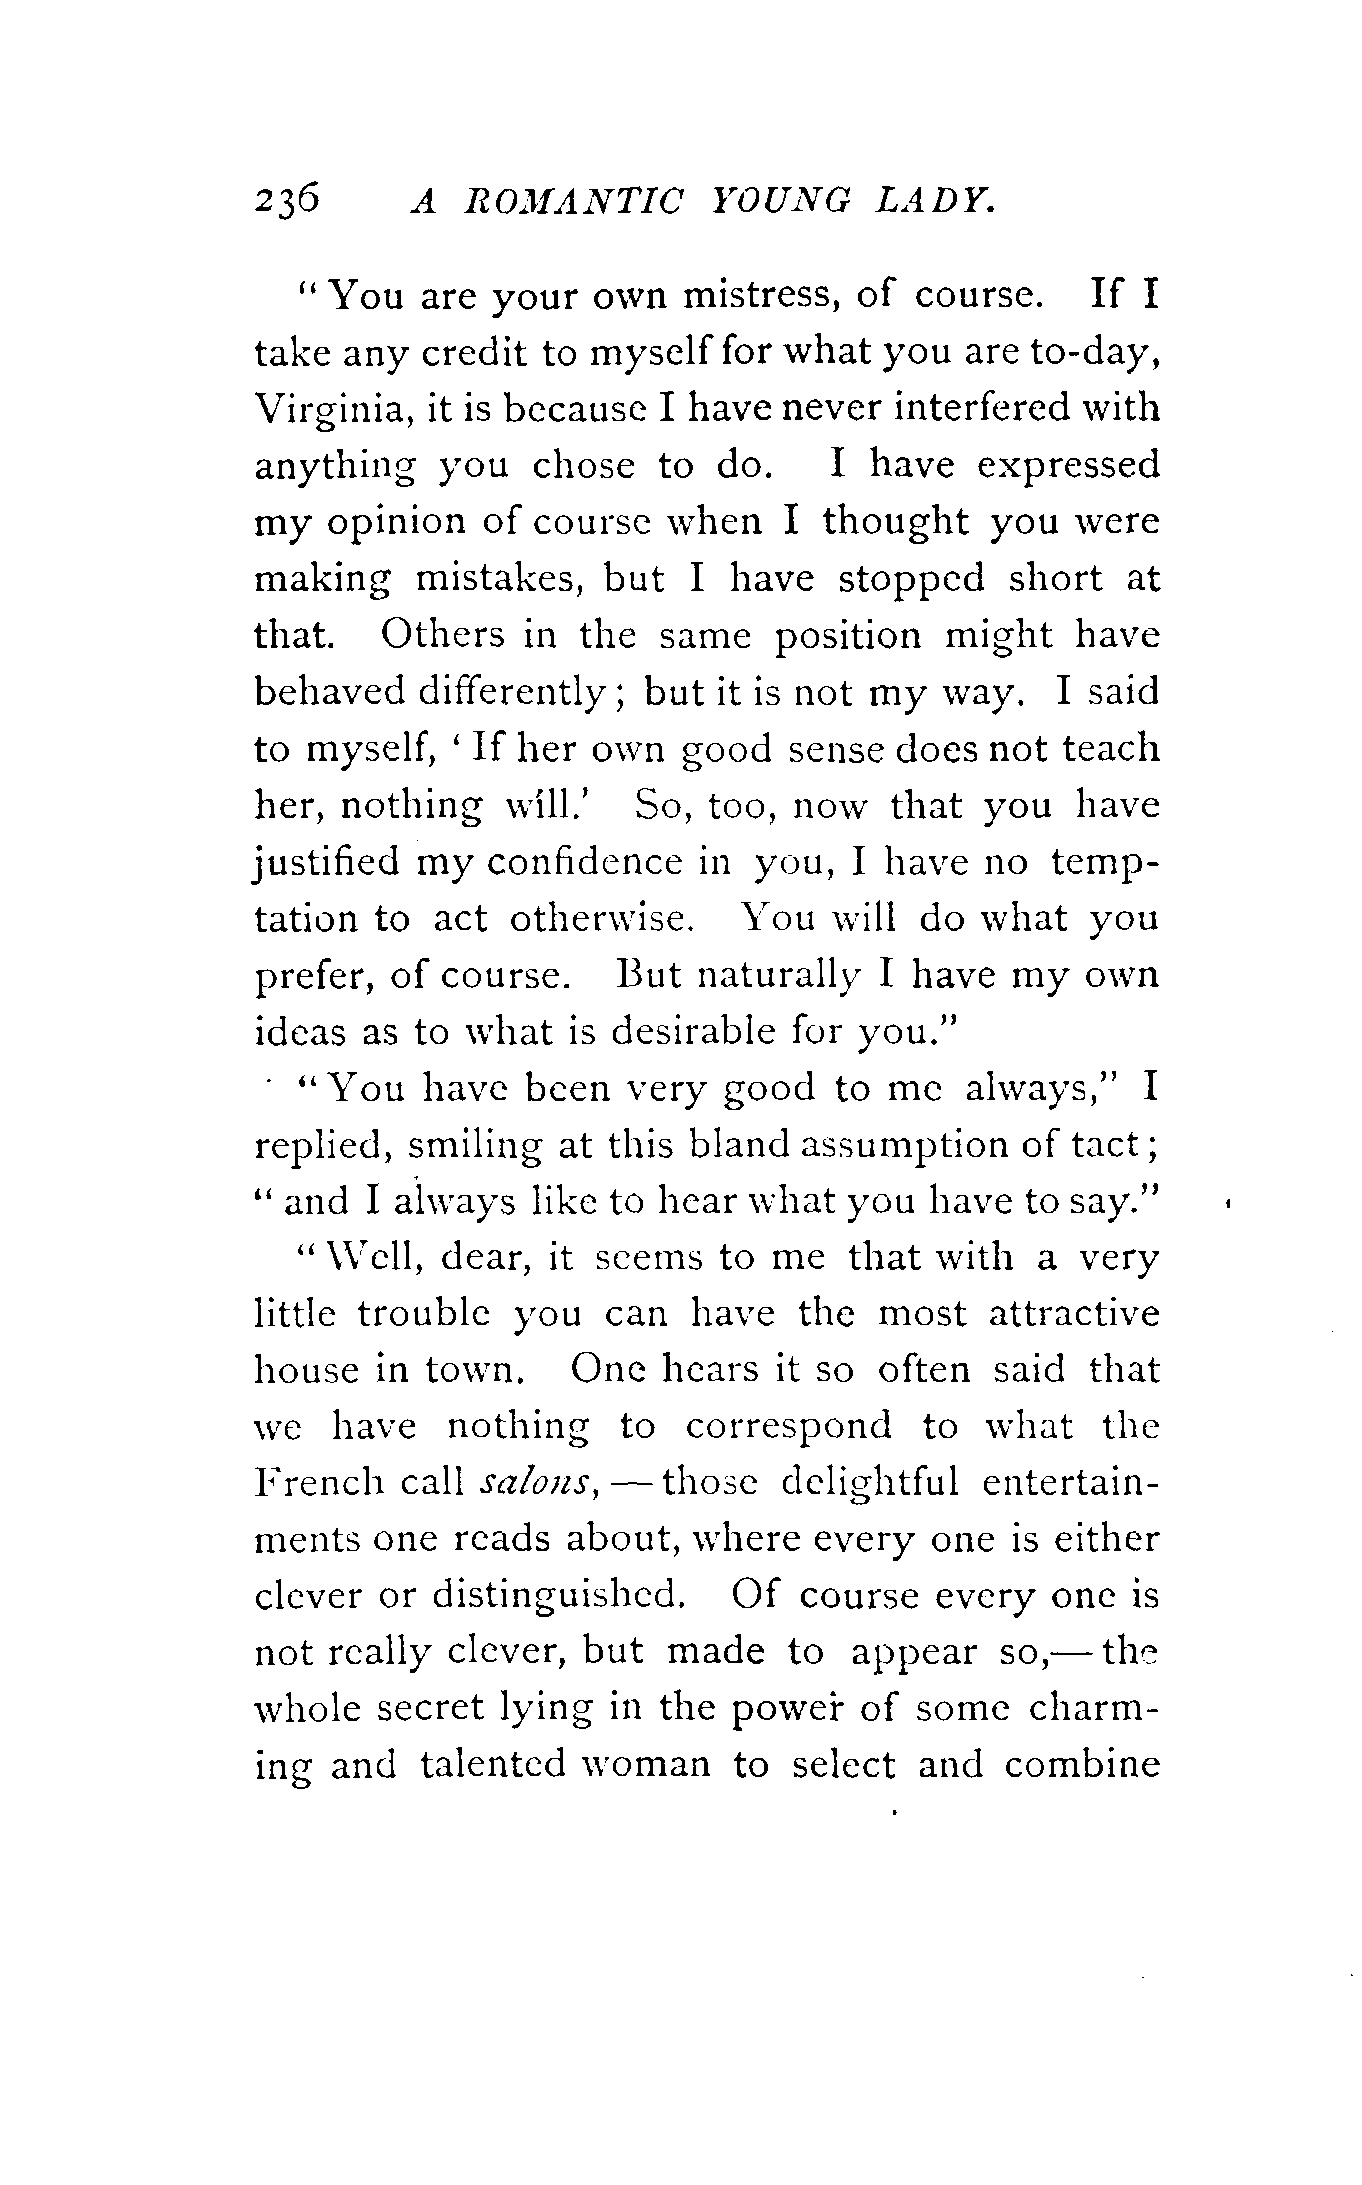 236 A ROMANTIC YOUNG LADY.
“ You are your own mistress, of course. If I
take any credit to myself for what you are to-day,
Virginia, it is because I have never interfered with
anything you chose to do. I have expressed
my opinion of course when I thought you were
making mistakes, but I have stopped short at
that. Others in the same position might have
behaved differently ; but it is not my way. I said
to myself, ‘ If her own good sense does not teach
her, nothing will.’ So, too, now that you have
justified my confidence in you, I have no temp-
tation to act otherwise. You will do what you
prefer, of course. But naturally I have my own
ideas as to what is desirable for you.”
“ You have been very good to me always,” I
replied, smiling at this bland assumption of tact ;
“ and I always like to hear what you have to say.”
“ Well, dear, it seems to me that with a very
little trouble you can have the most attractive
house in town. One hears it so often said that
we have nothing to correspond to what the
French call salons, — those delightful entertain-
ments one reads about, where every one is either
clever or distinguished. Of course every one is
not really clever, but made to appear so,— the
whole secret lying in the power of some charm-
ing and talented woman to select and combine